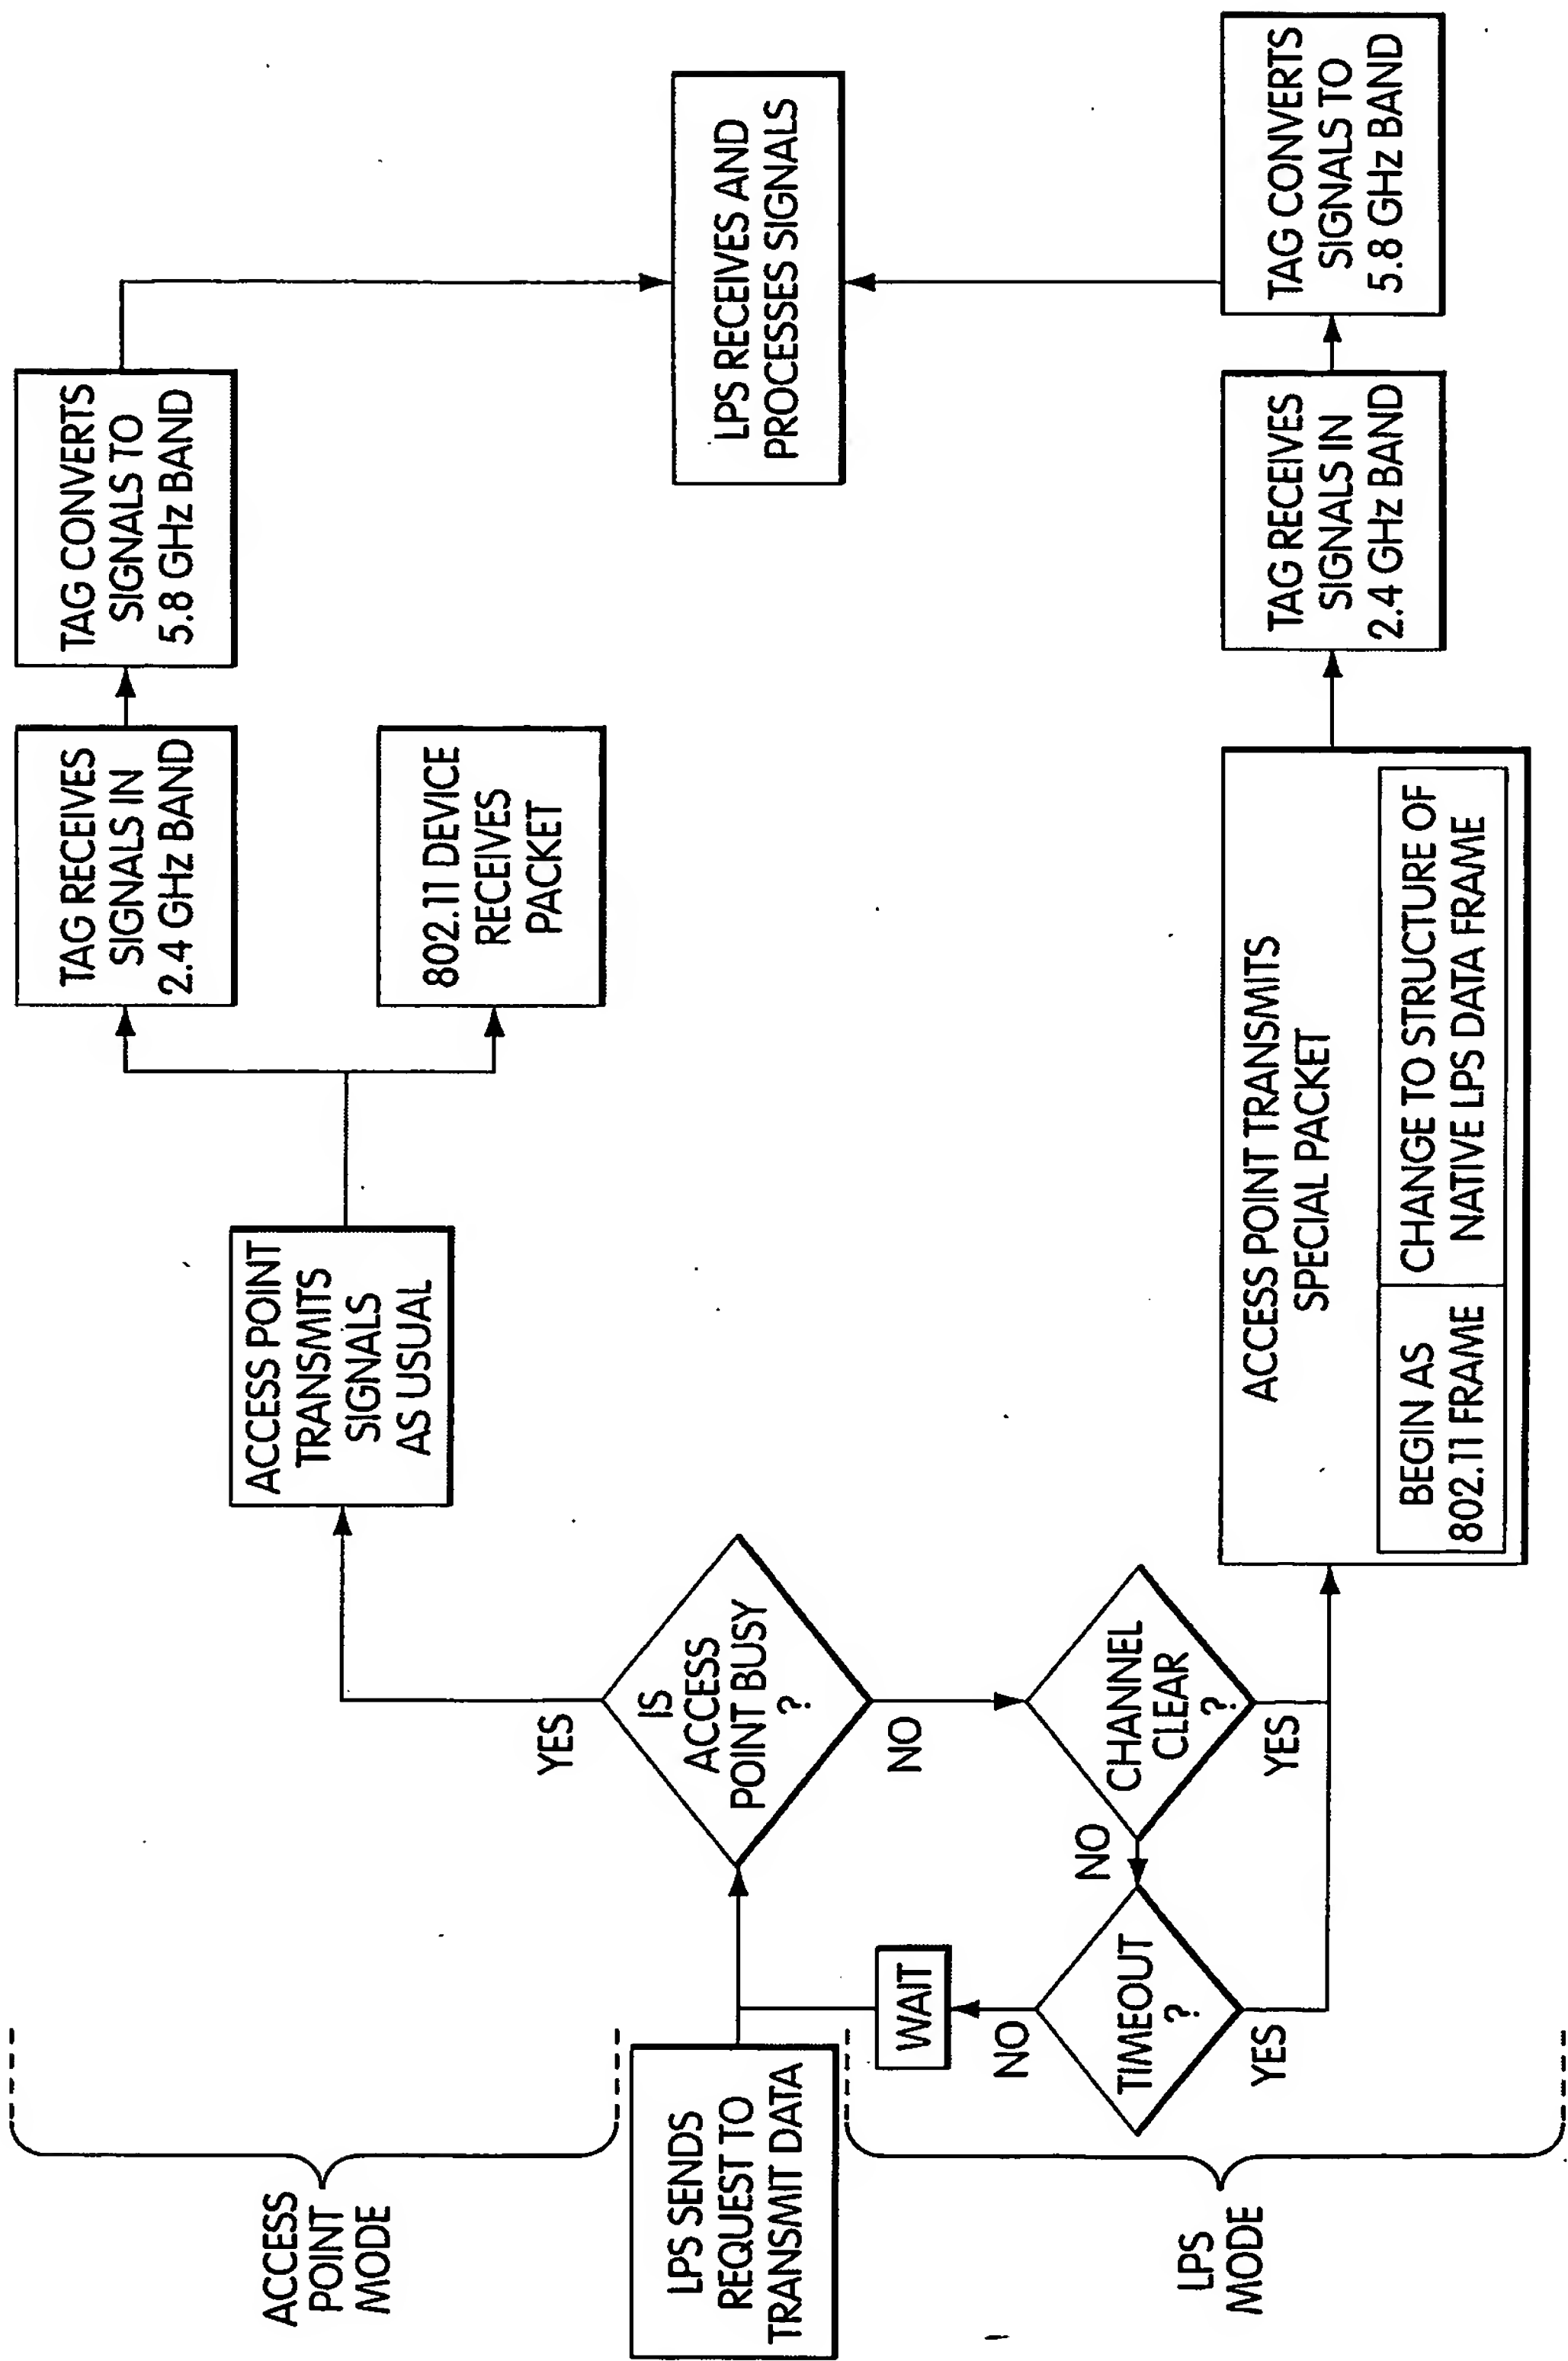 ACCESS
POINT
MODE
LPS SENDS
REQUEST TO
TRANSMIT DATA
LPS
MODE
WAIT
NO
TIMEOUT
?
YES
NO
IS
ACCESS
POINT BUSY
?
YES
NO
CHANNEL
CLEAR
?
YES
ACCESS POINT
TRANSMITS
SIGNALS
AS USUAL
TAG RECEIVES
SIGNALS IN
2.4 GHz BAND
802.11 DEVICE
RECEIVES
PACKET
TAG CONVERTS
SIGNALS TO
5.8 GHz BAND
ACCESS POINT TRANSMITS
SPECIAL PACKET
BEGIN AS
802.11 FRAME
CHANGE TO STRUCTURE OF
NATIVE LPS DATA FRAME
TAG RECEIVES
SIGNALS IN
2.4 GHz BAND
TAG CONVERTS
SIGNALS TO
5.8 GHz BAND
LPS RECEIVES AND
PROCESSES SIGNALS